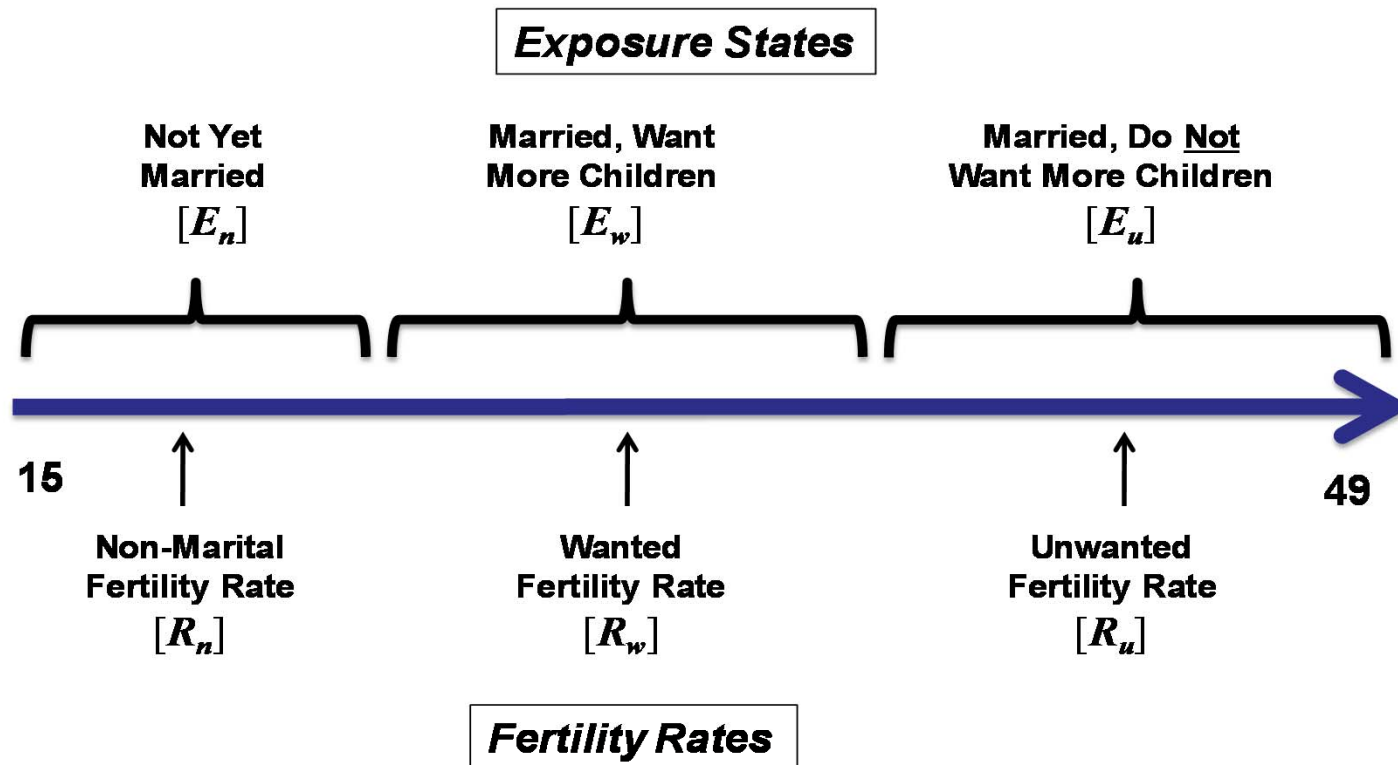 Exposure States
Not Yet
Married
[E_n]
Married, Want
More Children
[E_w]
Married, Do Not
Want More Children
[E_u]
15
49
Non-Marital
Fertility Rate
[R_n]
Wanted
Fertility Rate
[R_w]
Unwanted
Fertility Rate
[R_u]
Fertility Rates